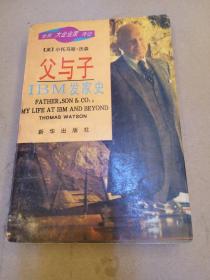 世界 大企业家 传记
[美] 小托马斯·沃森
父与子
IBM发家史
FATHER, SON & CO.:
MY LIFE AT IBM AND BEYOND
THOMAS WATSON
新华出版社